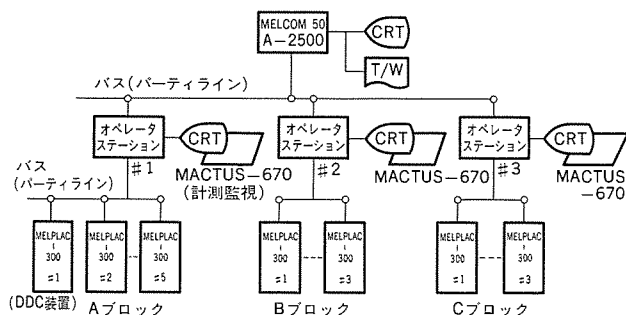 MELCOM 50
A-2500
CRT
T/W
バス(パーティライン)
オペレータ
ステーション
#1
CRT
MACTUS-670
(計測監視)
オペレータ
ステーション
#2
CRT
MACTUS-670
オペレータ
ステーション
#3
CRT
MACTUS
-670
バス
(パーティライン)
MELPLAC
-
300
#1
MELPLAC
-
300
#2
MELPLAC
-
300
#5
MELPLAC
-
300
#1
MELPLAC
-
300
#3
MELPLAC
-
300
#1
MELPLAC
-
300
#3
(DDC装置)
Aブロック
Bブロック
Cブロック